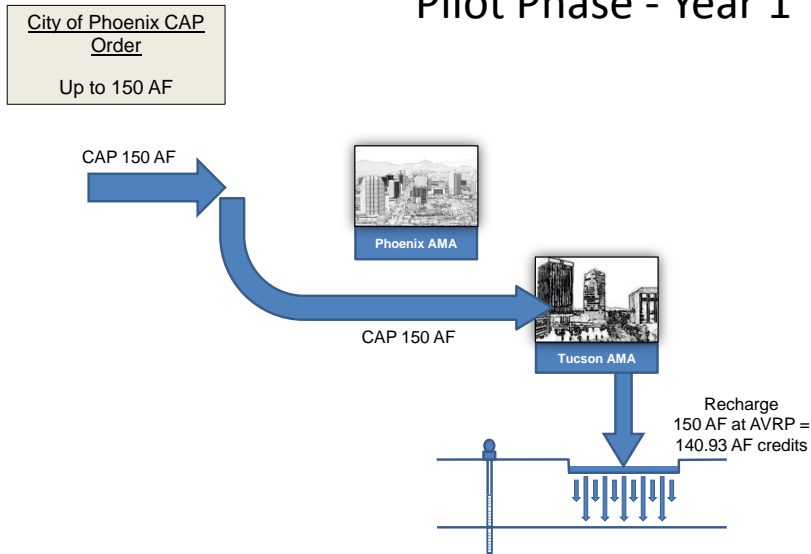 Pilot Phase - Year 1
City of Phoenix CAP
Order
Up to 150 AF
CAP 150 AF
Phoenix AMA
CAP 150 AF
Tucson AMA
Recharge
150 AF at AVRP =
140.93 AF credits